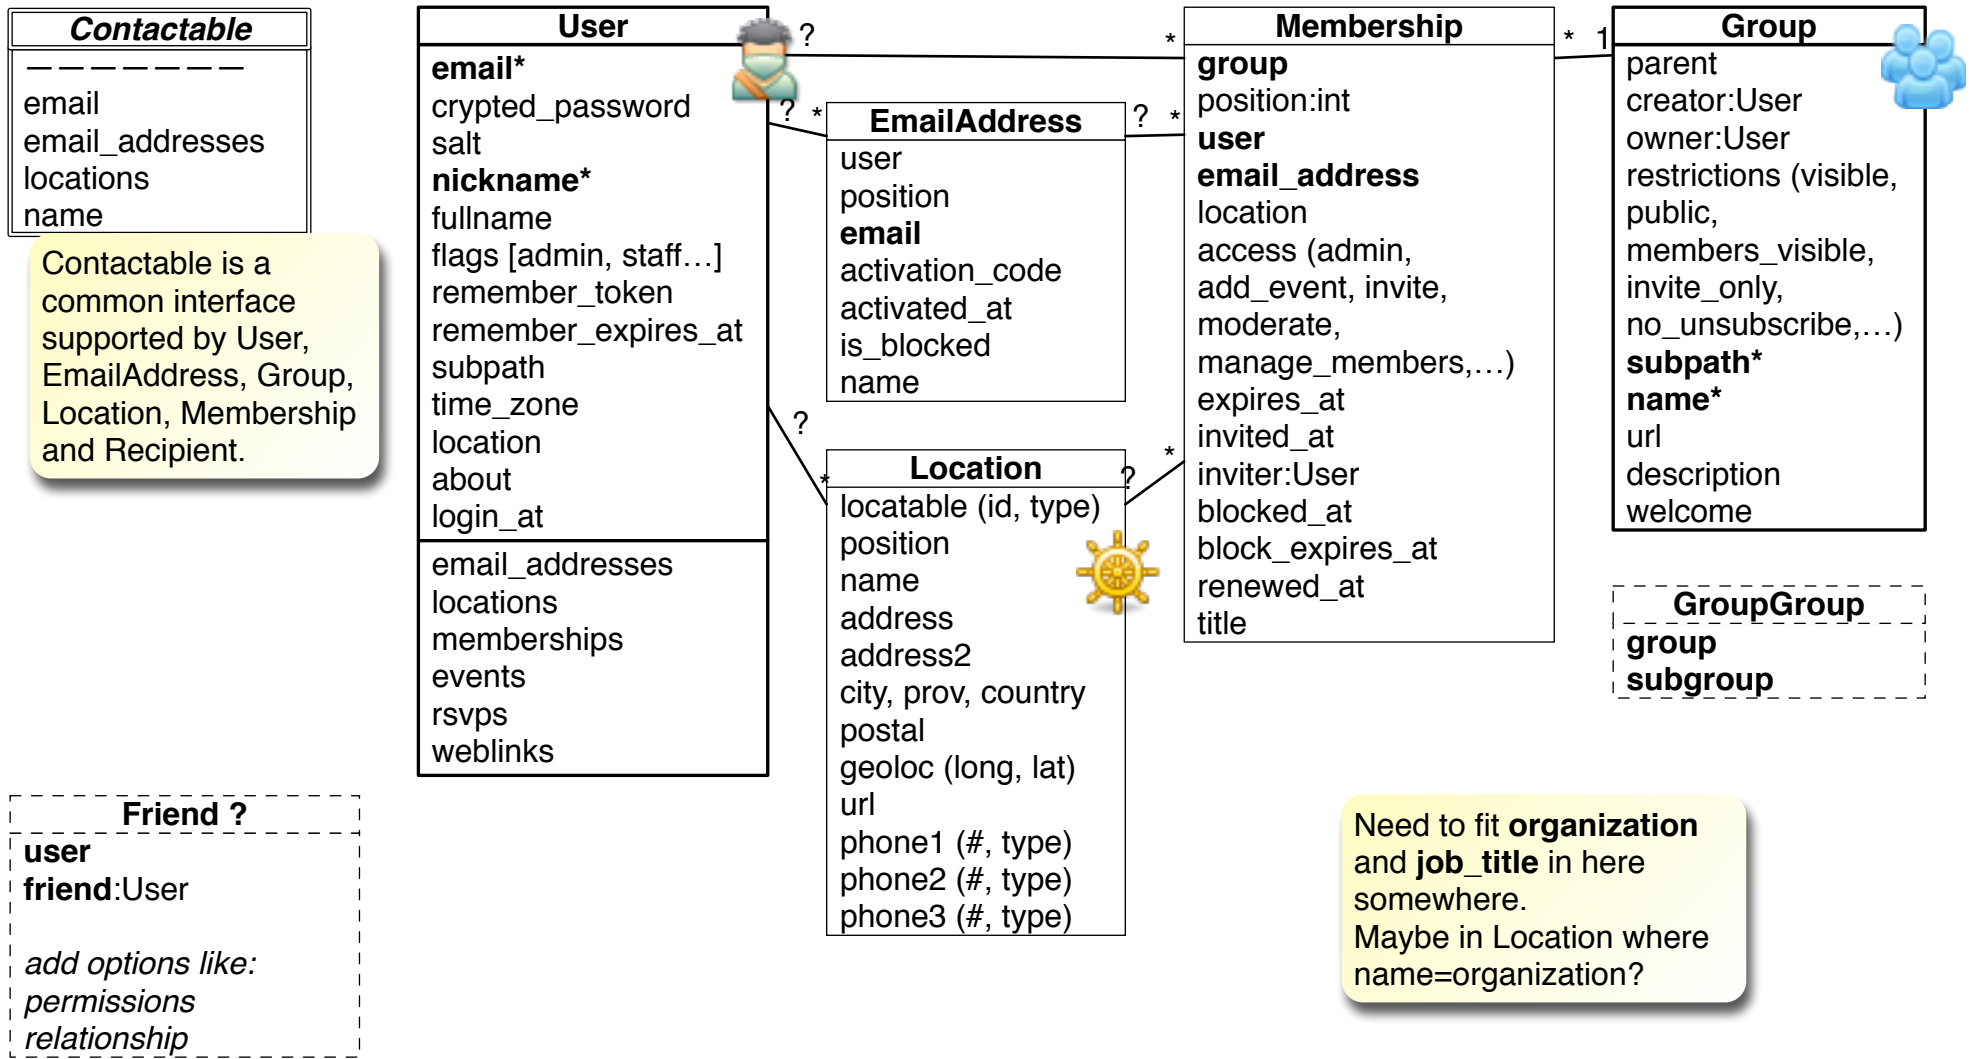 Contactable
– – – – – – –
email
email_addresses
locations
name
Contactable is a
common interface
supported by User,
EmailAddress, Group,
Location, Membership
and Recipient.
Friend ?
user
friend:User
add options like:
permissions
relationship
User
email*
crypted_password
salt
nickname*
fullname
flags [admin, staff…]
remember_token
remember_expires_at
subpath
time_zone
location
about
login_at
email_addresses
locations
memberships
events
rsvps
weblinks
? *
? *
? *
EmailAddress
user
position
email
activation_code
activated_at
is_blocked
name
? *
Location
locatable (id, type)
position
name
address
address2
city, prov, country
postal
geoloc (long, lat)
url
phone1 (#, type)
phone2 (#, type)
phone3 (#, type)
? *
Membership
group
position:int
user
email_address
location
access (admin,
add_event, invite,
moderate,
manage_members,…)
expires_at
invited_at
inviter:User
blocked_at
block_expires_at
renewed_at
title
* 1
Group
parent
creator:User
owner:User
restrictions (visible,
public,
members_visible,
invite_only,
no_unsubscribe,…)
subpath*
name*
url
description
welcome
GroupGroup
group
subgroup
Need to fit organization
and job_title in here
somewhere.
Maybe in Location where
name=organization?